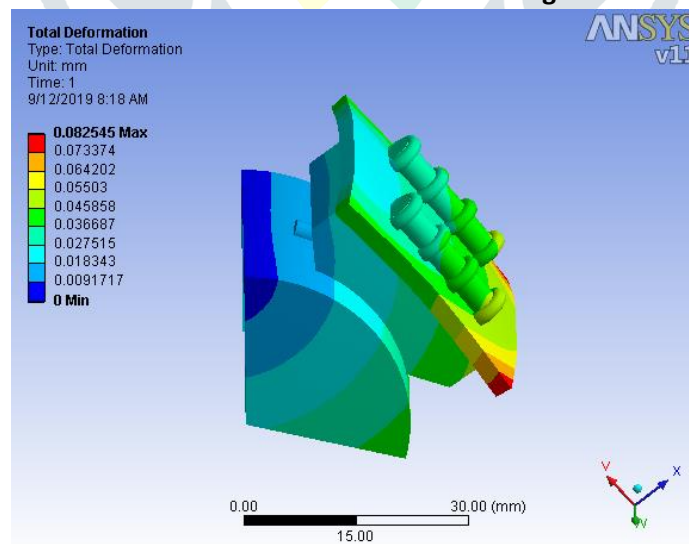 Total Deformation
Type: Total Deformation
Unit: mm
Time: 1
9/12/2019 8:18 AM
ANSYS
v11
0.082545 Max
0.073374
0.064202
0.05503
0.045858
0.036687
0.027515
0.018343
0.0091717
0 Min
0.00
30.00 (mm)
15.00
X